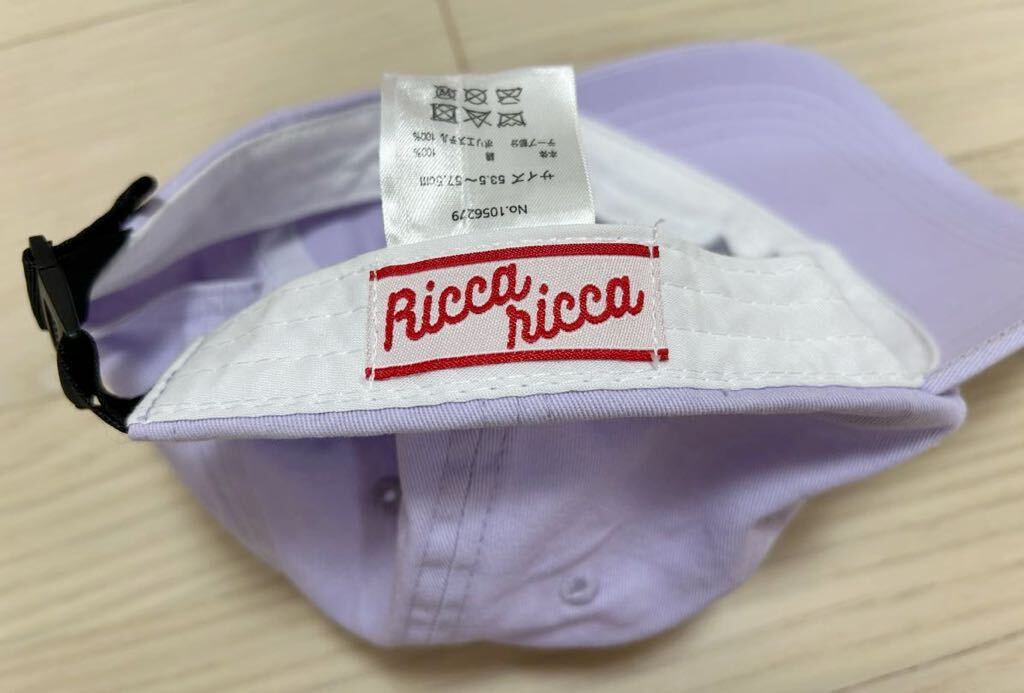 Ricca
ricca
No.1056279
サイズ 53.5～57.5cm
本体 綿 100%
テープ部分 ポリエステル 100%